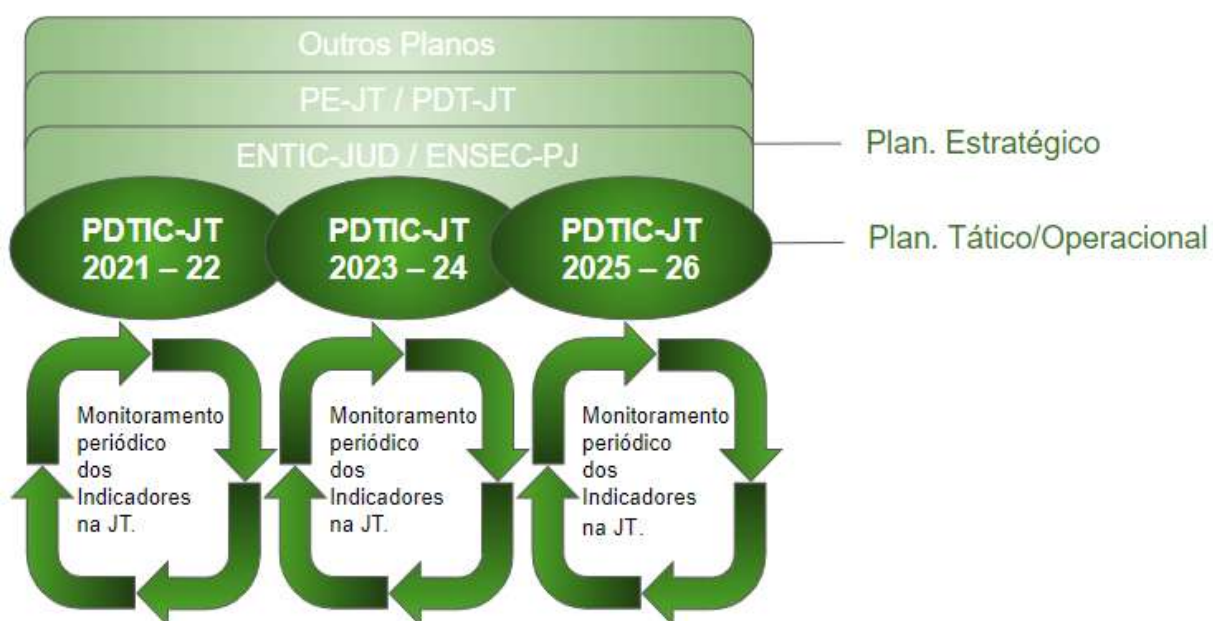 Outros Planos
PE-JT / PDT-JT
ENTIC-JUD / ENSEC-PJ
Plan. Estratégico
PDTIC-JT
2021 – 22
PDTIC-JT
2023 – 24
PDTIC-JT
2025 – 26
Plan. Tático/Operacional
Monitoramento
periódico
dos
Indicadores
na JT.
Monitoramento
periódico
dos
Indicadores
na JT.
Monitoramento
periódico
dos
Indicadores
na JT.